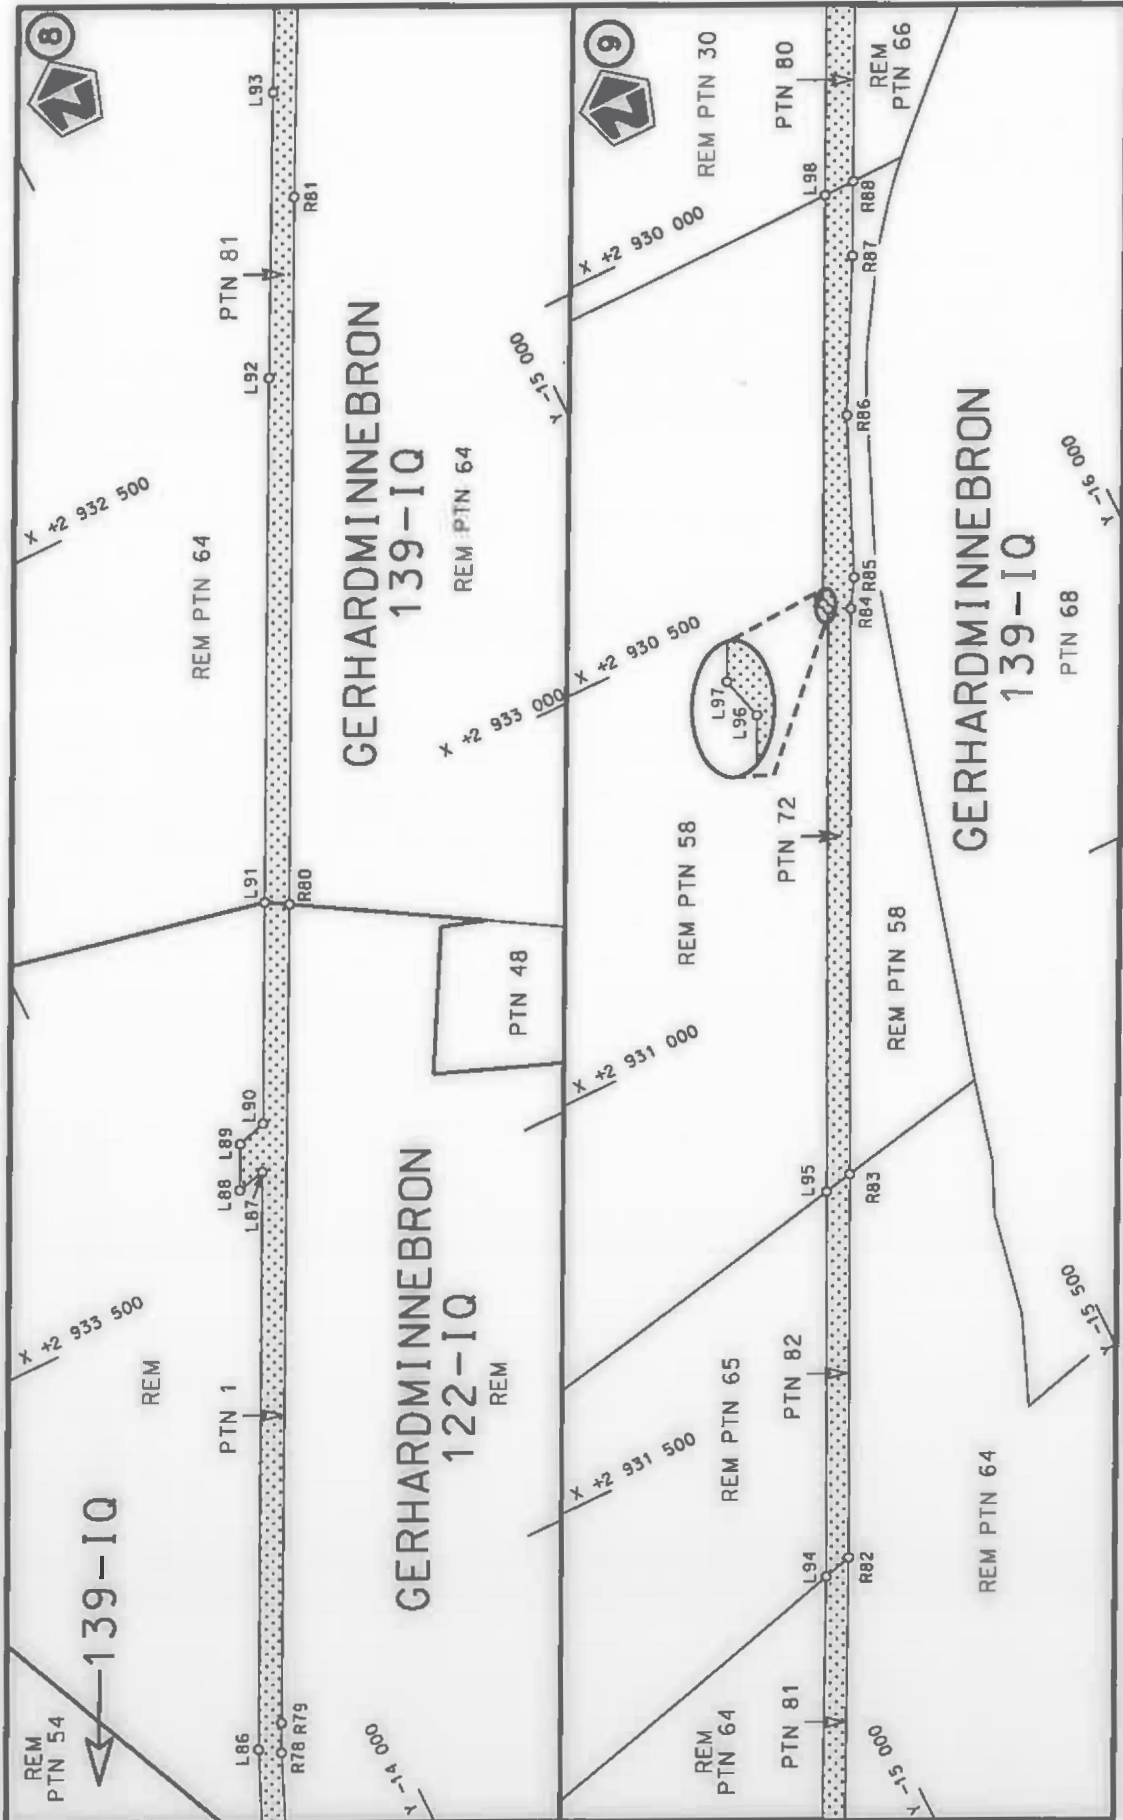 8
REM
PTN 54
139-IQ
L86
R78
R79
Y -14 000
X +2 933 500
REM
PTN 1
GERHARDMINNEBRON
122-IQ
REM
L87
L88
L89
L90
PTN 48
L91
R80
X +2 933 000
REM PTN 64
X +2 932 500
GERHARDMINNEBRON
139-IQ
REM PTN 64
L92
PTN 81
R81
L93
Y -15 000
9
REM
PTN 64
PTN 81
Y -15 000
L94
R82
X +2 931 500
REM PTN 65
PTN 82
REM PTN 64
Y -15 500
L95
R83
X +2 931 000
REM PTN 58
PTN 72
REM PTN 58
L96
L97
X +2 930 500
R84
R85
GERHARDMINNEBRON
139-IQ
PTN 68
Y -16 000
R86
R87
R88
L98
X +2 930 000
REM PTN 30
PTN 80
REM
PTN 66